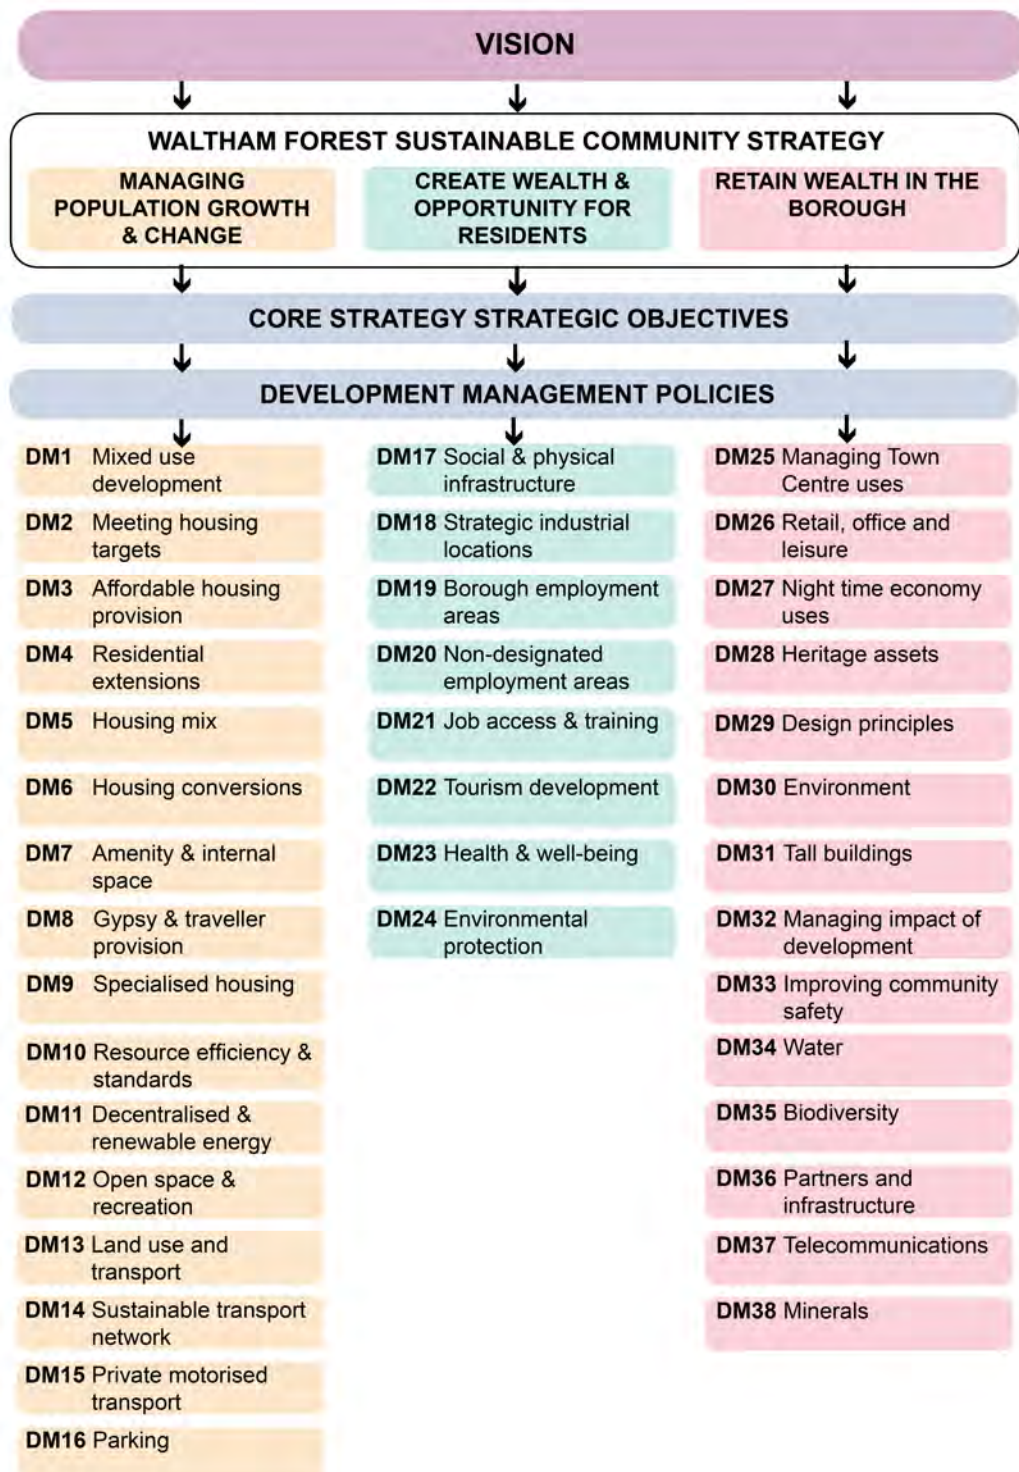 VISION
WALTHAM FOREST SUSTAINABLE COMMUNITY STRATEGY
MANAGING
POPULATION GROWTH
& CHANGE
CREATE WEALTH &
OPPORTUNITY FOR
RESIDENTS
RETAIN WEALTH IN THE
BOROUGH
CORE STRATEGY STRATEGIC OBJECTIVES
DEVELOPMENT MANAGEMENT POLICIES
DM1 Mixed use
development
DM2 Meeting housing
targets
DM3 Affordable housing
provision
DM4 Residential
extensions
DM5 Housing mix
DM6 Housing conversions
DM7 Amenity & internal
space
DM8 Gypsy & traveller
provision
DM9 Specialised housing
DM10 Resource efficiency &
standards
DM11 Decentralised &
renewable energy
DM12 Open space &
recreation
DM13 Land use and
transport
DM14 Sustainable transport
network
DM15 Private motorised
transport
DM16 Parking
DM17 Social & physical
infrastructure
DM18 Strategic industrial
locations
DM19 Borough employment
areas
DM20 Non-designated
employment areas
DM21 Job access & training
DM22 Tourism development
DM23 Health & well-being
DM24 Environmental
protection
DM25 Managing Town
Centre uses
DM26 Retail, office and
leisure
DM27 Night time economy
uses
DM28 Heritage assets
DM29 Design principles
DM30 Environment
DM31 Tall buildings
DM32 Managing impact of
development
DM33 Improving community
safety
DM34 Water
DM35 Biodiversity
DM36 Partners and
infrastructure
DM37 Telecommunications
DM38 Minerals